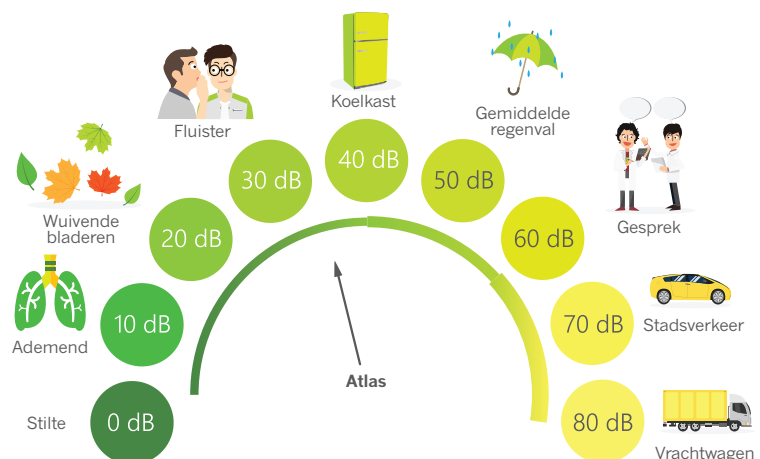 Stilte
0 dB
Ademend
10 dB
Wuivende
bladeren
20 dB
Fluister
30 dB
Koelkast
40 dB
Gemiddelde
regenval
50 dB
Gesprek
60 dB
Stadsverkeer
70 dB
Vrachtwagen
80 dB
Atlas